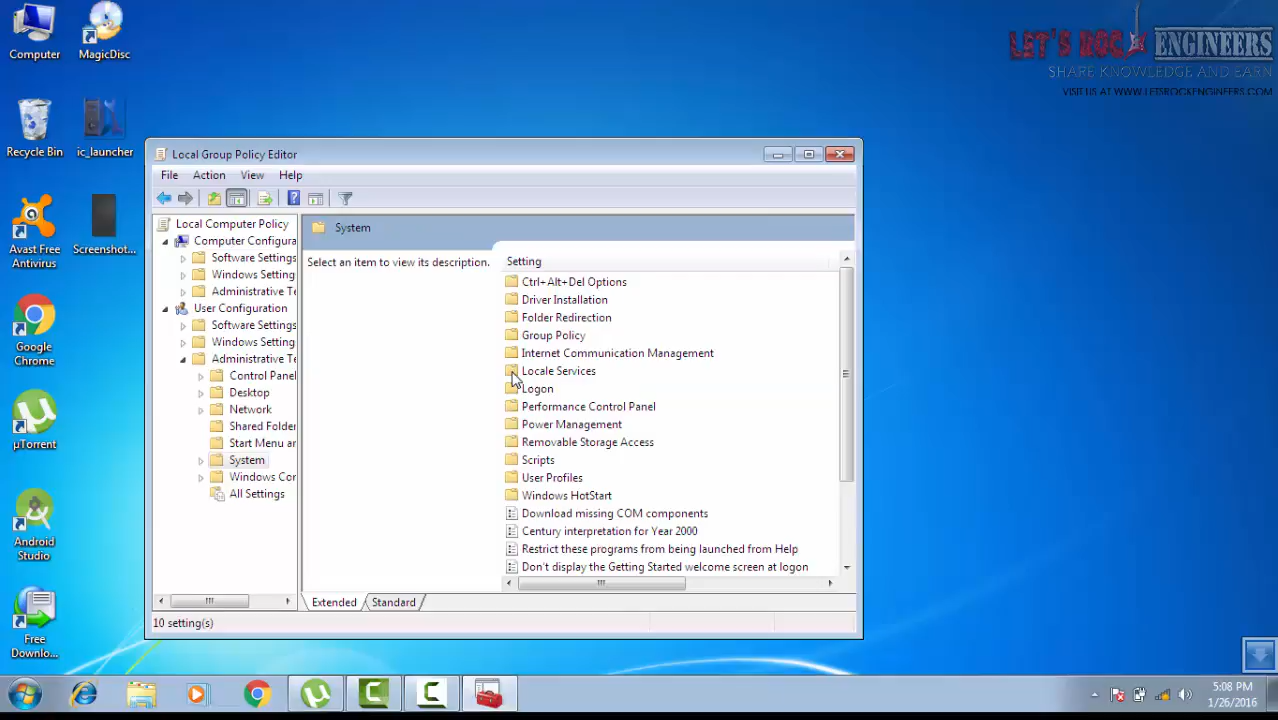 Computer
MagicDisc
LET'S ROCK ENGINEERS
SHARE KNOWLEDGE AND EARN
VISIT US AT WWW.LETSROCKENGINEERS.COM
Recycle Bin
ic_launcher
Avast Free
Antivirus
Screenshot...
Google
Chrome
µTorrent
Android
Studio
Free
Downlo...
Local Group Policy Editor
File Action View Help
Local Computer Policy
Computer Configura
Software Settings
Windows Setting
Administrative Te
User Configuration
Software Settings
Windows Setting
Administrative Te
Control Panel
Desktop
Network
Shared Folder
Start Menu an
System
Windows Con
All Settings
System
Select an item to view its description.
Setting
Ctrl+Alt+Del Options
Driver Installation
Folder Redirection
Group Policy
Internet Communication Management
Locale Services
Logon
Performance Control Panel
Power Management
Removable Storage Access
Scripts
User Profiles
Windows HotStart
Download missing COM components
Century interpretation for Year 2000
Restrict these programs from being launched from Help
Don't display the Getting Started welcome screen at logon
Extended Standard
10 setting(s)
5:08 PM
1/26/2016